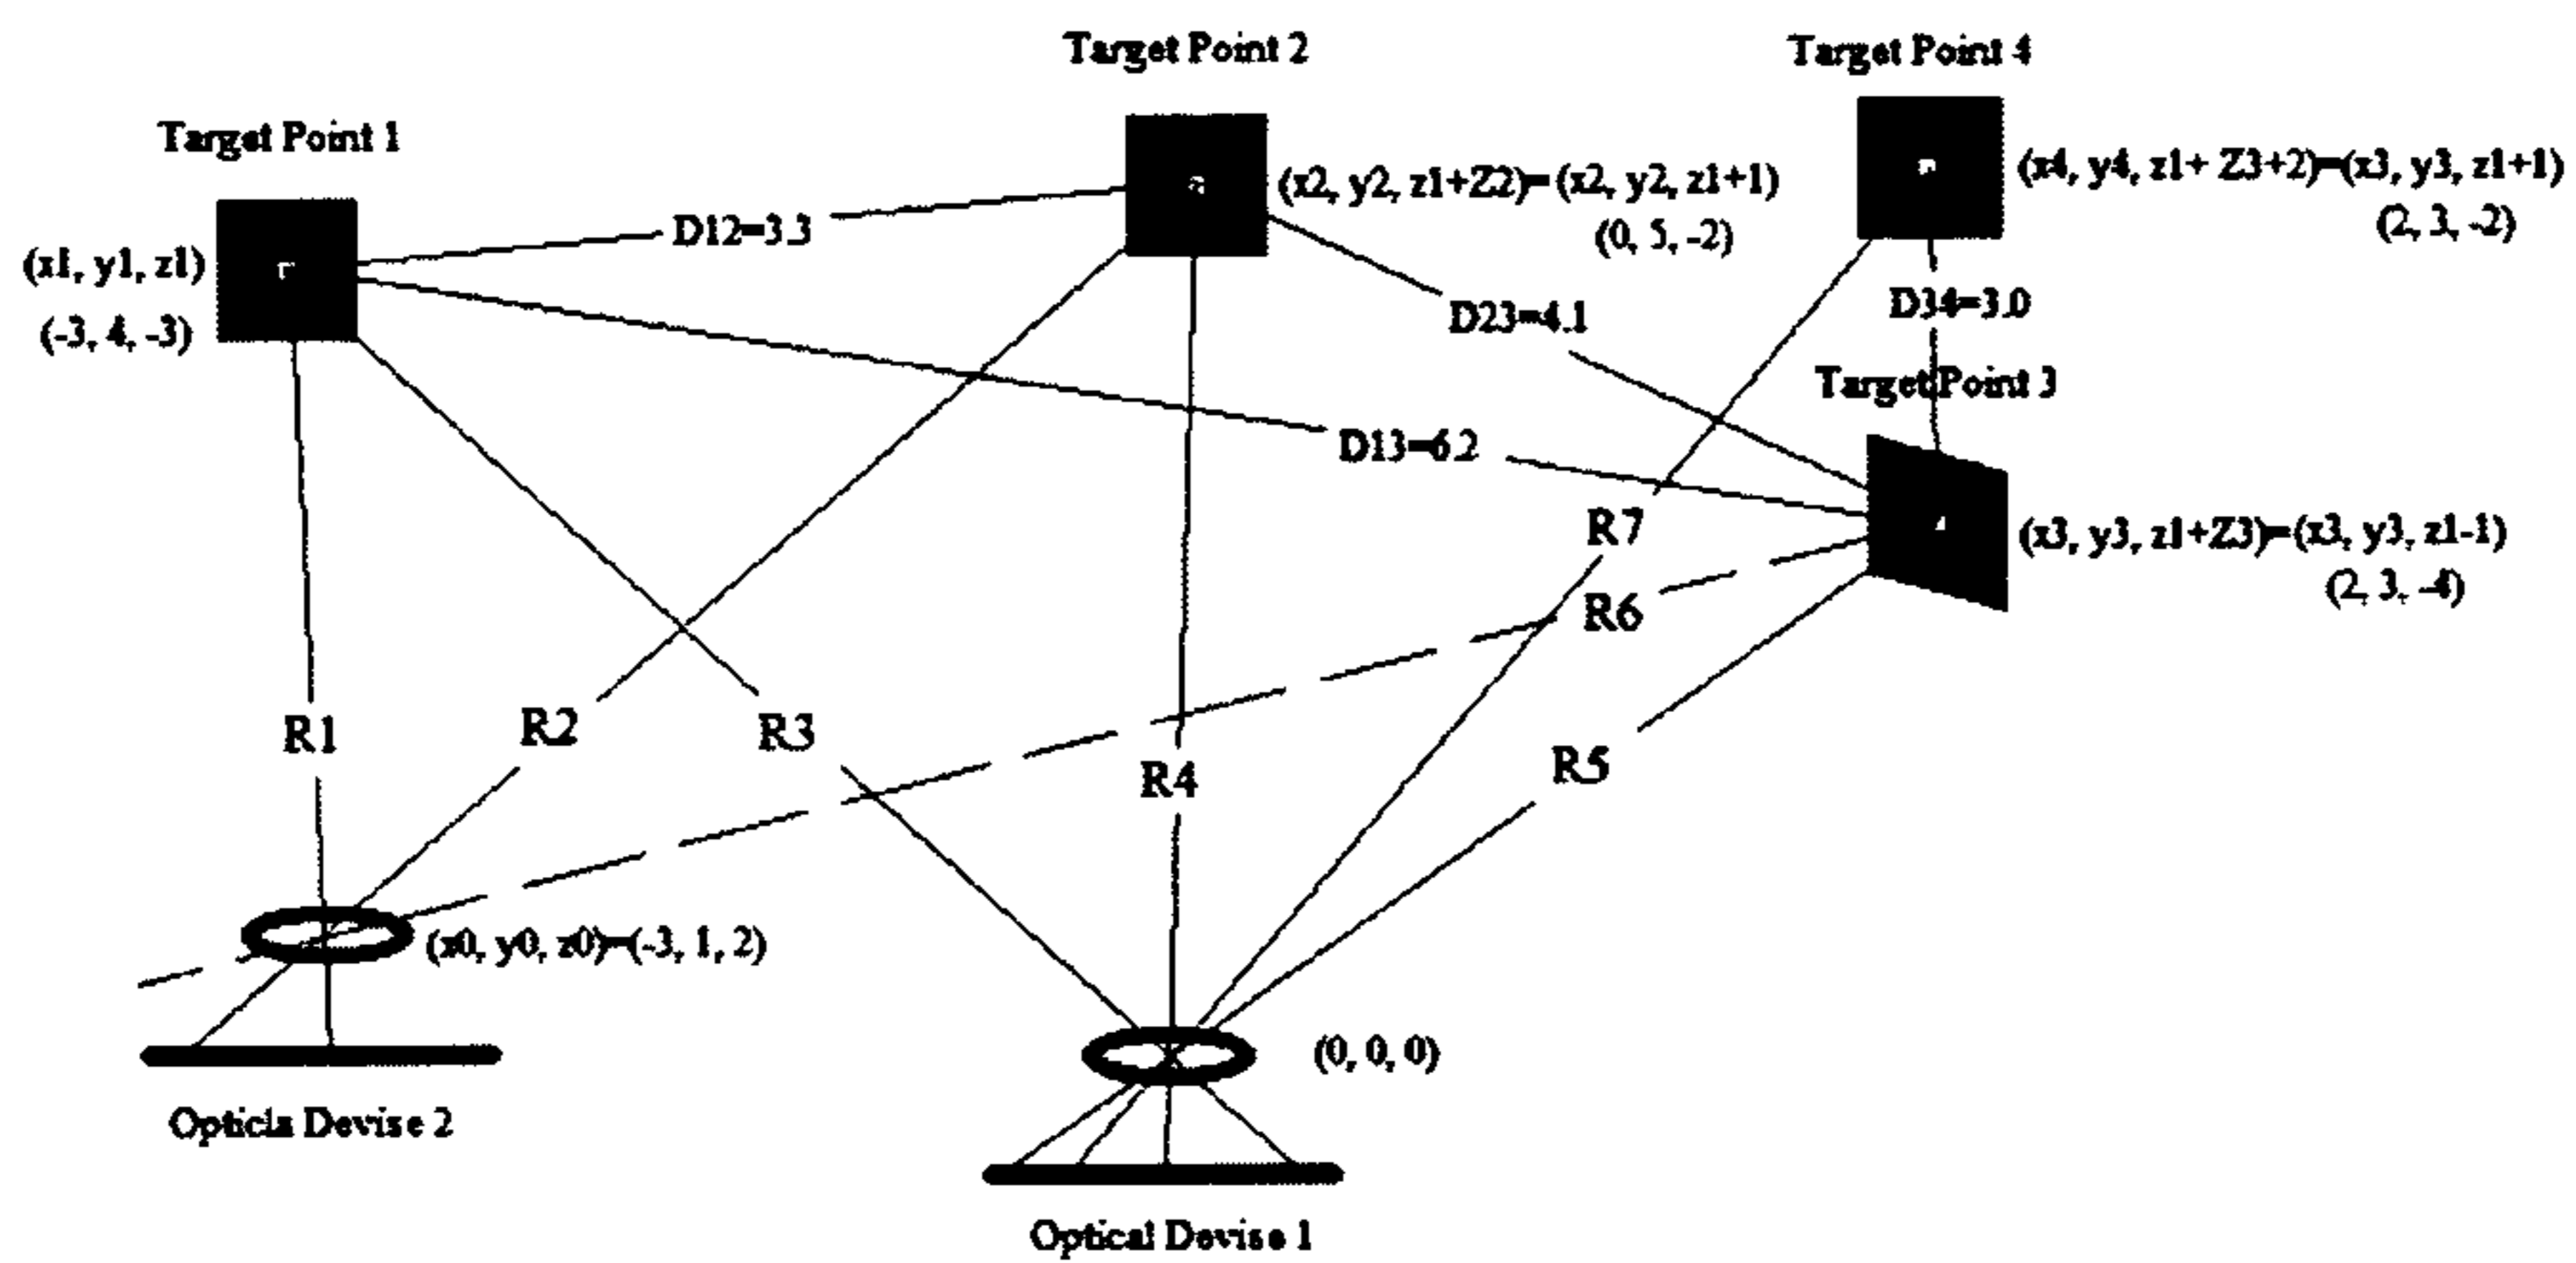 Target Point 2
Target Point 4
Target Point 1
(x2, y2, z1+Z2)=(x2, y2, z1+1)
(0, 5, -2)
(x4, y4, z1+ Z3+2)=(x3, y3, z1+1)
(2, 3, -2)
D12=3.3
(x1, y1, z1)
(-3, 4, -3)
D23=4.1
D34=3.0
Target Point 3
D13=6.2
R7
(x3, y3, z1+Z3)=(x3, y3, z1-1)
(2, 3, -4)
R6
R1
R2
R3
R4
R5
(x0, y0, z0)=(-3, 1, 2)
(0, 0, 0)
Opticla Devise 2
Optical Devise 1